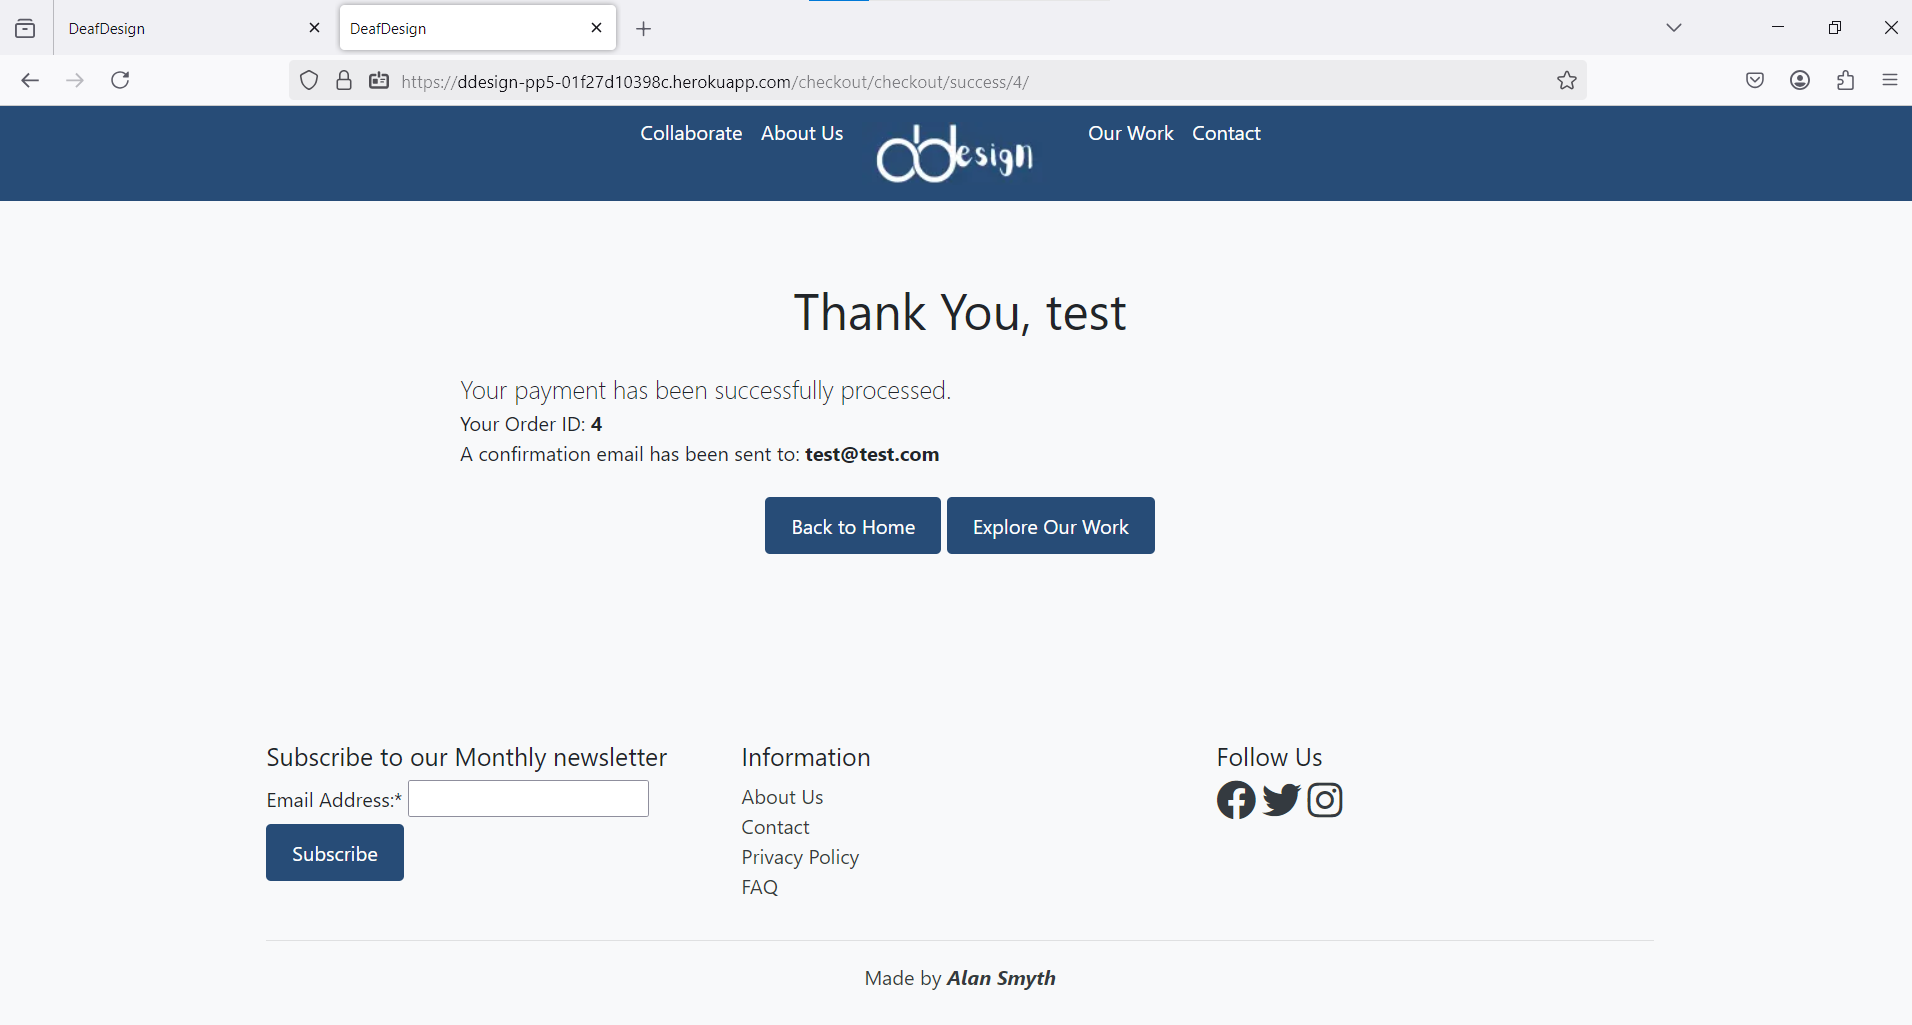 DeafDesign
DeafDesign
https://ddesign-pp5-01f27d10398c.herokuapp.com/checkout/checkout/success/4/
Collaborate About Us ddesign Our Work Contact
Thank You, test
Your payment has been successfully processed.
Your Order ID: 4
A confirmation email has been sent to: test@test.com
Back to Home Explore Our Work
Subscribe to our Monthly newsletter
Email Address:*
Subscribe
Information
About Us
Contact
Privacy Policy
FAQ
Follow Us
Made by Alan Smyth